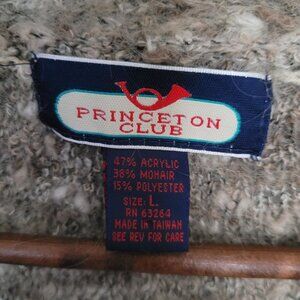 PRINCETON
CLUB
47% ACRYLIC
38% MOHAIR
15% POLYESTER
SIZE: L
RN 63264
MADE IN TAIWAN
SEE REV FOR CARE